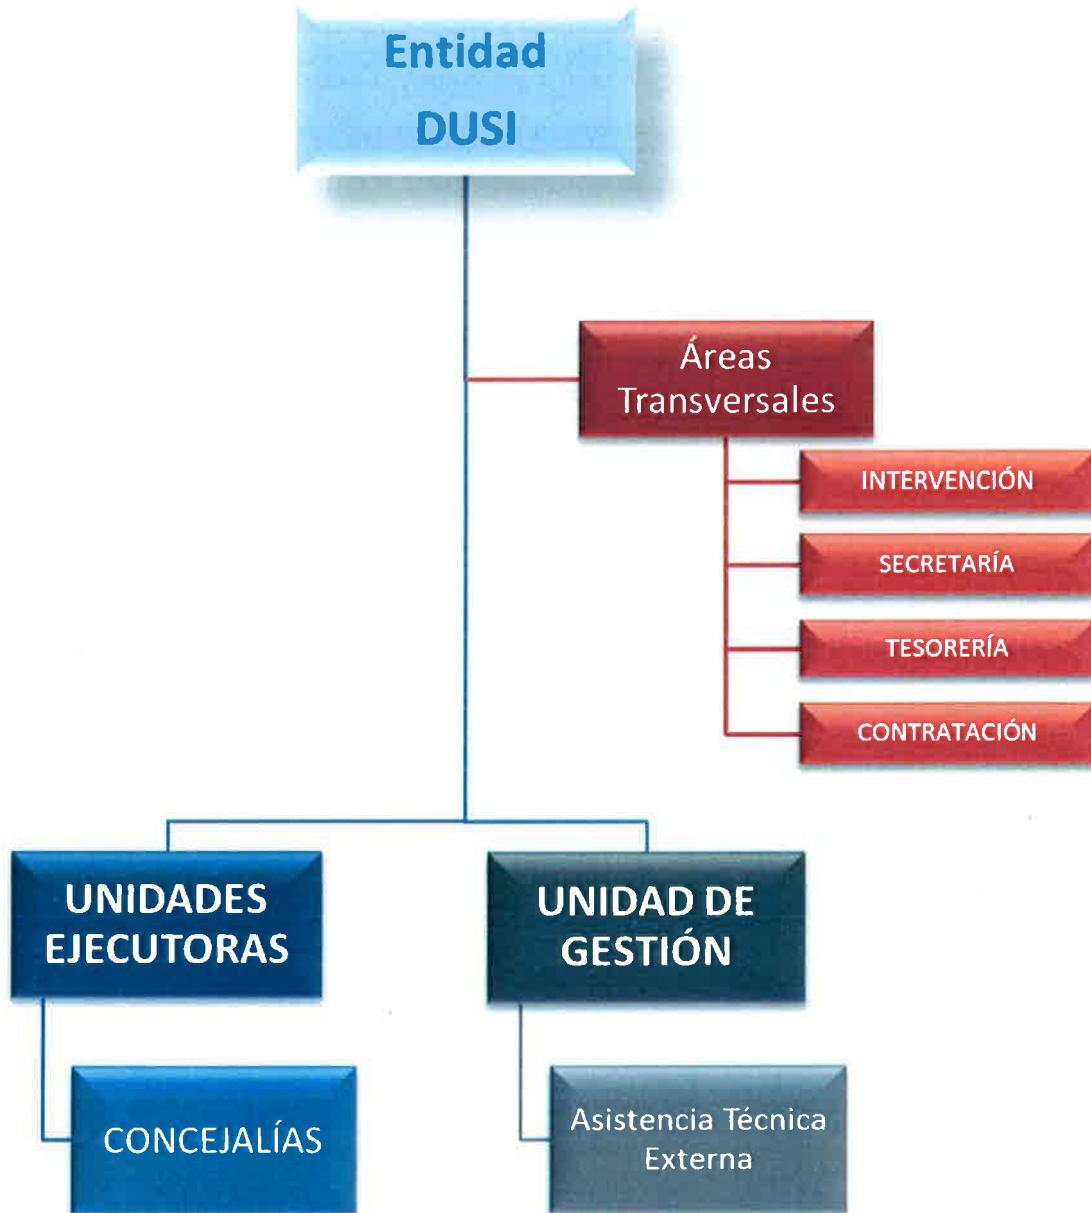 Entidad
DUSI
Áreas
Transversales
INTERVENCIÓN
SECRETARÍA
TESORERÍA
CONTRATACIÓN
UNIDADES
EJECUTORAS
UNIDAD DE
GESTIÓN
CONCEJALÍAS
Asistencia Técnica
Externa